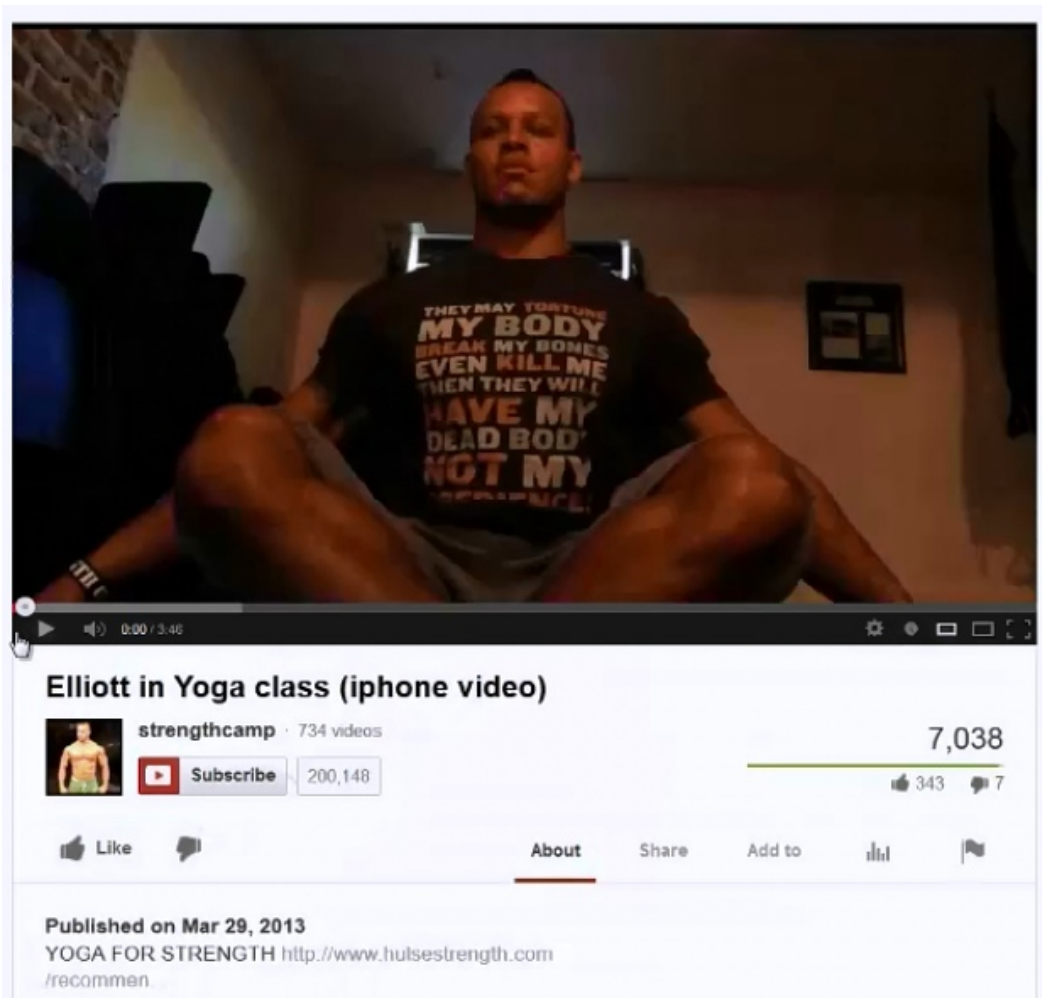 THEY MAY TORTURE
MY BODY
BREAK MY BONES
EVEN KILL ME
THEN THEY WILL
HAVE MY
DEAD BODY
NOT MY
0:00 / 3:46
Elliott in Yoga class (iphone video)
strengthcamp · 734 videos
Subscribe 200,148
7,038
343 7
Like
About Share Add to
Published on Mar 29, 2013
YOGA FOR STRENGTH http://www.hulsestrength.com
/recommen